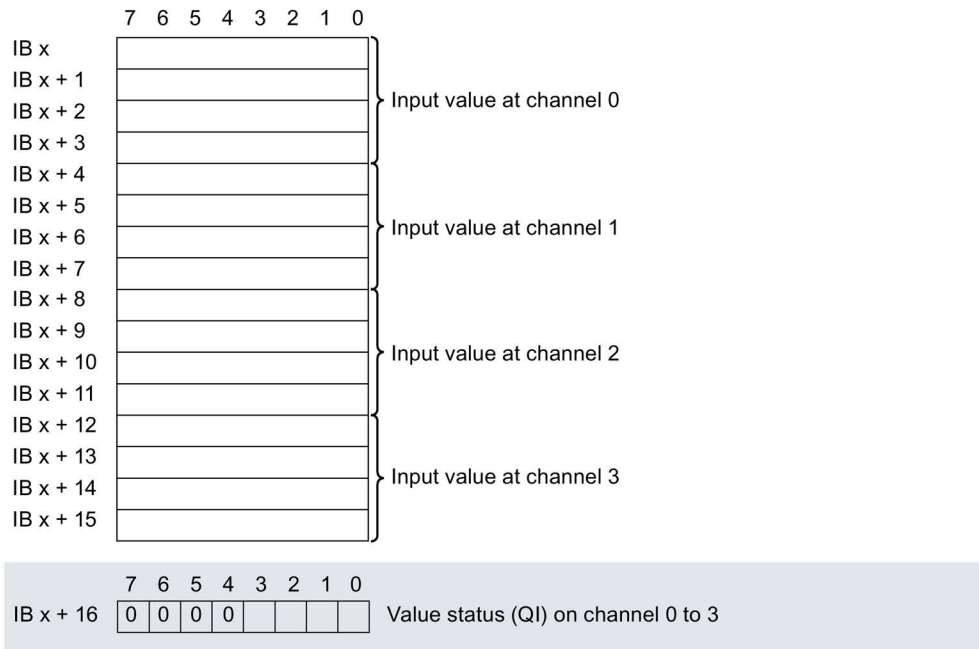 7 6 5 4 3 2 1 0
IB x
IB x + 1
IB x + 2
Input value at channel 0
IB x + 3
IB x + 4
IB x + 5
IB x + 6
Input value at channel 1
IB x + 7
IB x + 8
IB x + 9
IB x + 10
Input value at channel 2
IB x + 11
IB x + 12
IB x + 13
IB x + 14
Input value at channel 3
IB x + 15
7 6 5 4 3 2 1 0
IB x + 16 0 0 0 0 Value status (QI) on channel 0 to 3